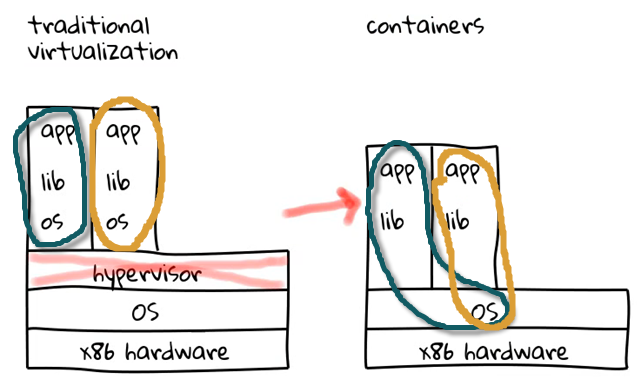 traditional
virtualization
app app
lib lib
os os
hypervisor
OS
x86 hardware
containers
app app
lib lib
OS
x86 hardware